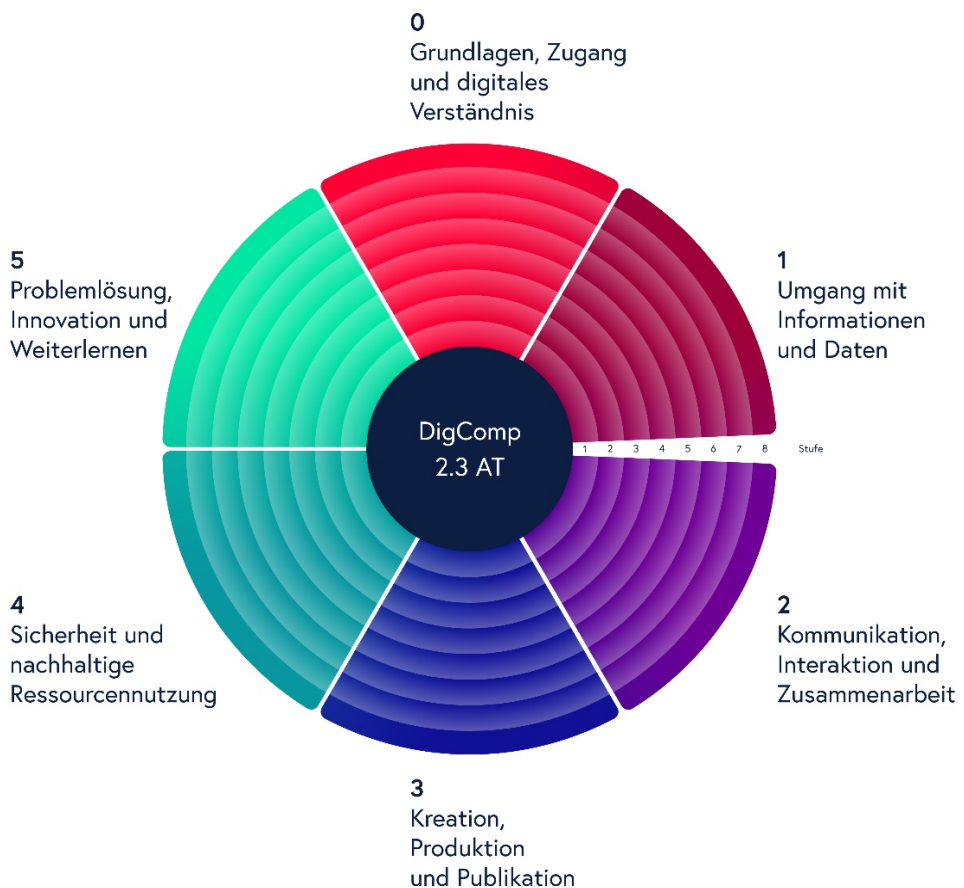 0
Grundlagen, Zugang
und digitales
Verständnis
1
Umgang mit
Informationen
und Daten
2
Kommunikation,
Interaktion und
Zusammenarbeit
3
Kreation,
Produktion
und Publikation
4
Sicherheit und
nachhaltige
Ressourcennutzung
5
Problemlösung,
Innovation und
Weiterlernen
DigComp
2.3 AT
1 2 3 4 5 6 7 8 Stufe